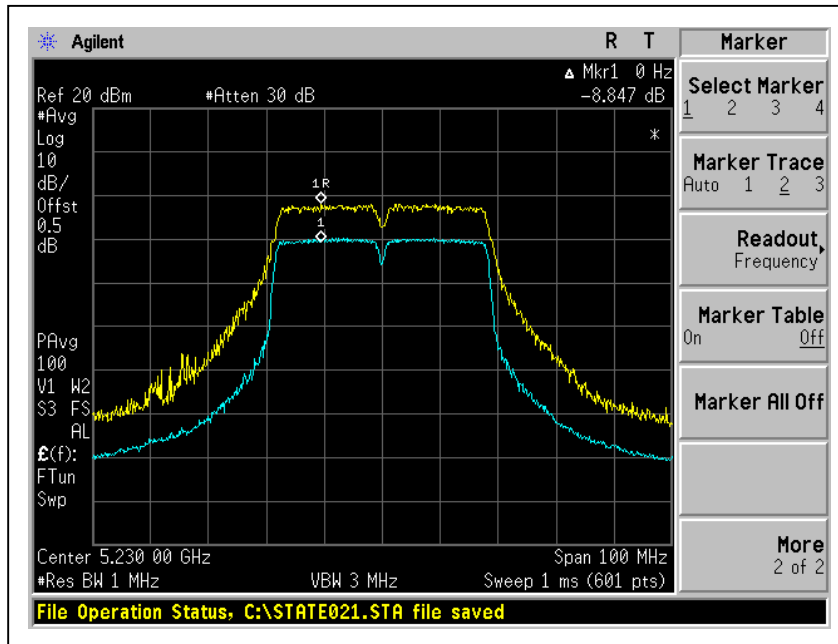 Agilent R T
Δ Mkr1 0 Hz
Ref 20 dBm #Atten 30 dB -8.847 dB
#Avg
Log
10
dB/
Offst
0.5
dB
*
1R
1
PAvg
100
V1 W2
S3 FS
AL
£(f):
FTun
Swp
Center 5.230 00 GHz Span 100 MHz
#Res BW 1 MHz VBW 3 MHz Sweep 1 ms (601 pts)
File Operation Status, C:\STATE021.STA file saved
Marker
Select Marker
1 2 3 4
Marker Trace
Auto 1 2 3
Readout
Frequency
Marker Table
On Off
Marker All Off
More
2 of 2